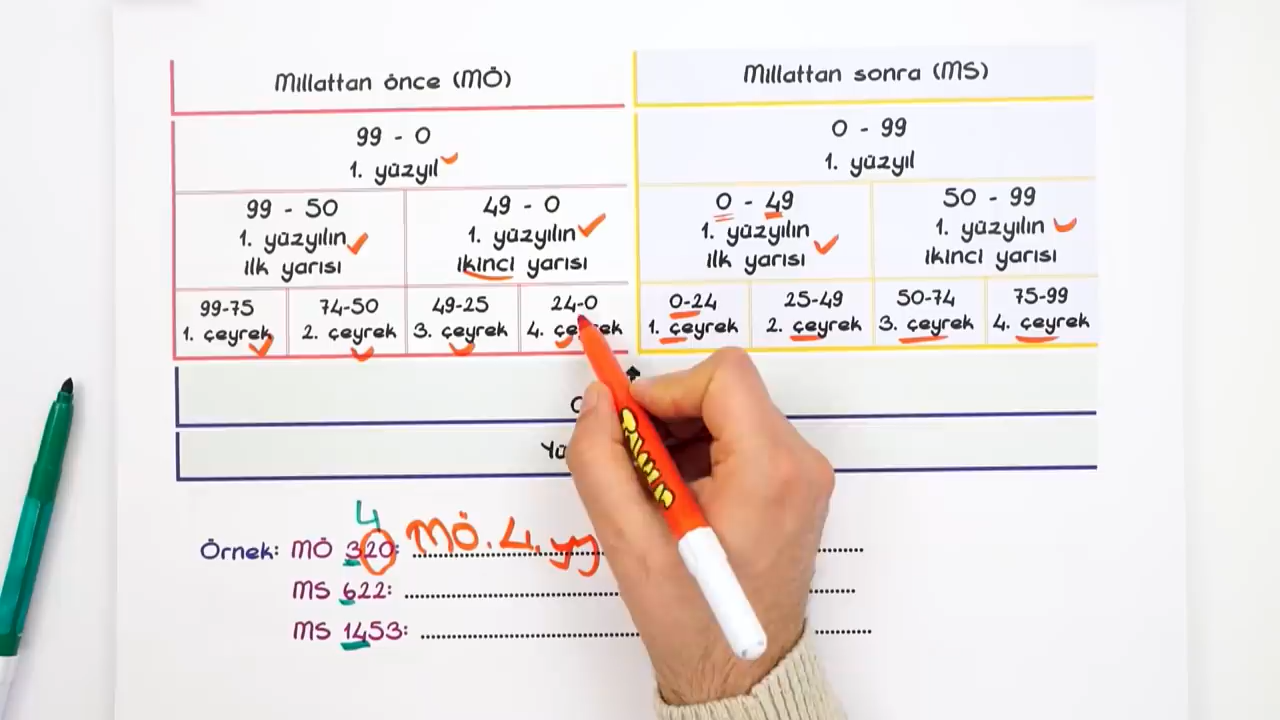 Millattan önce (MÖ)
Millattan sonra (MS)
99 - 0
1. yüzyıl
0 - 99
1. yüzyıl
99 - 50
1. yüzyılın
ilk yarısı
49 - 0
1. yüzyılın
ikinci yarısı
0 - 49
1. yüzyılın
ilk yarısı
50 - 99
1. yüzyılın
ikinci yarısı
99-75
1. çeyrek
74-50
2. çeyrek
49-25
3. çeyrek
24-0
4. çeyrek
0-24
1. çeyrek
25-49
2. çeyrek
50-74
3. çeyrek
75-99
4. çeyrek
4
Örnek: MÖ 320: MÖ. 4. yy
MS 622:
MS 1453: